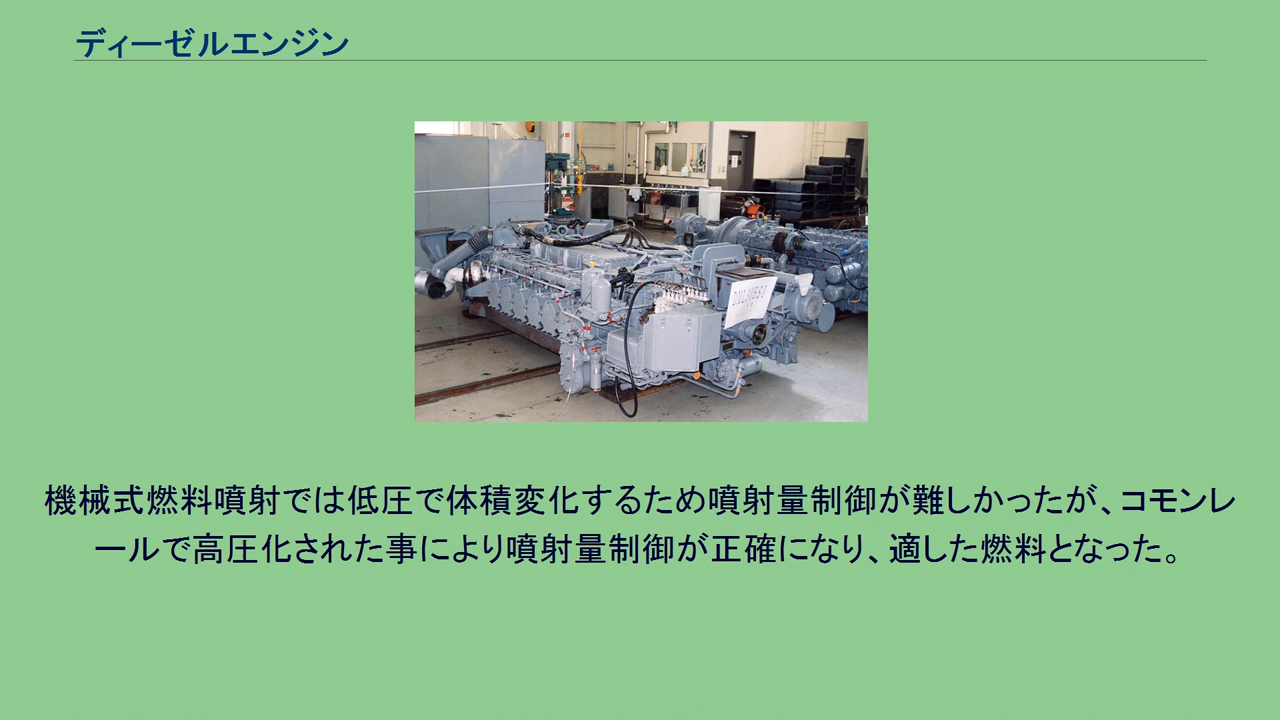 ディーゼルエンジン
機械式燃料噴射では低圧で体積変化するため噴射量制御が難しかったが、コモンレ
ールで高圧化された事により噴射量制御が正確になり、適した燃料となった。